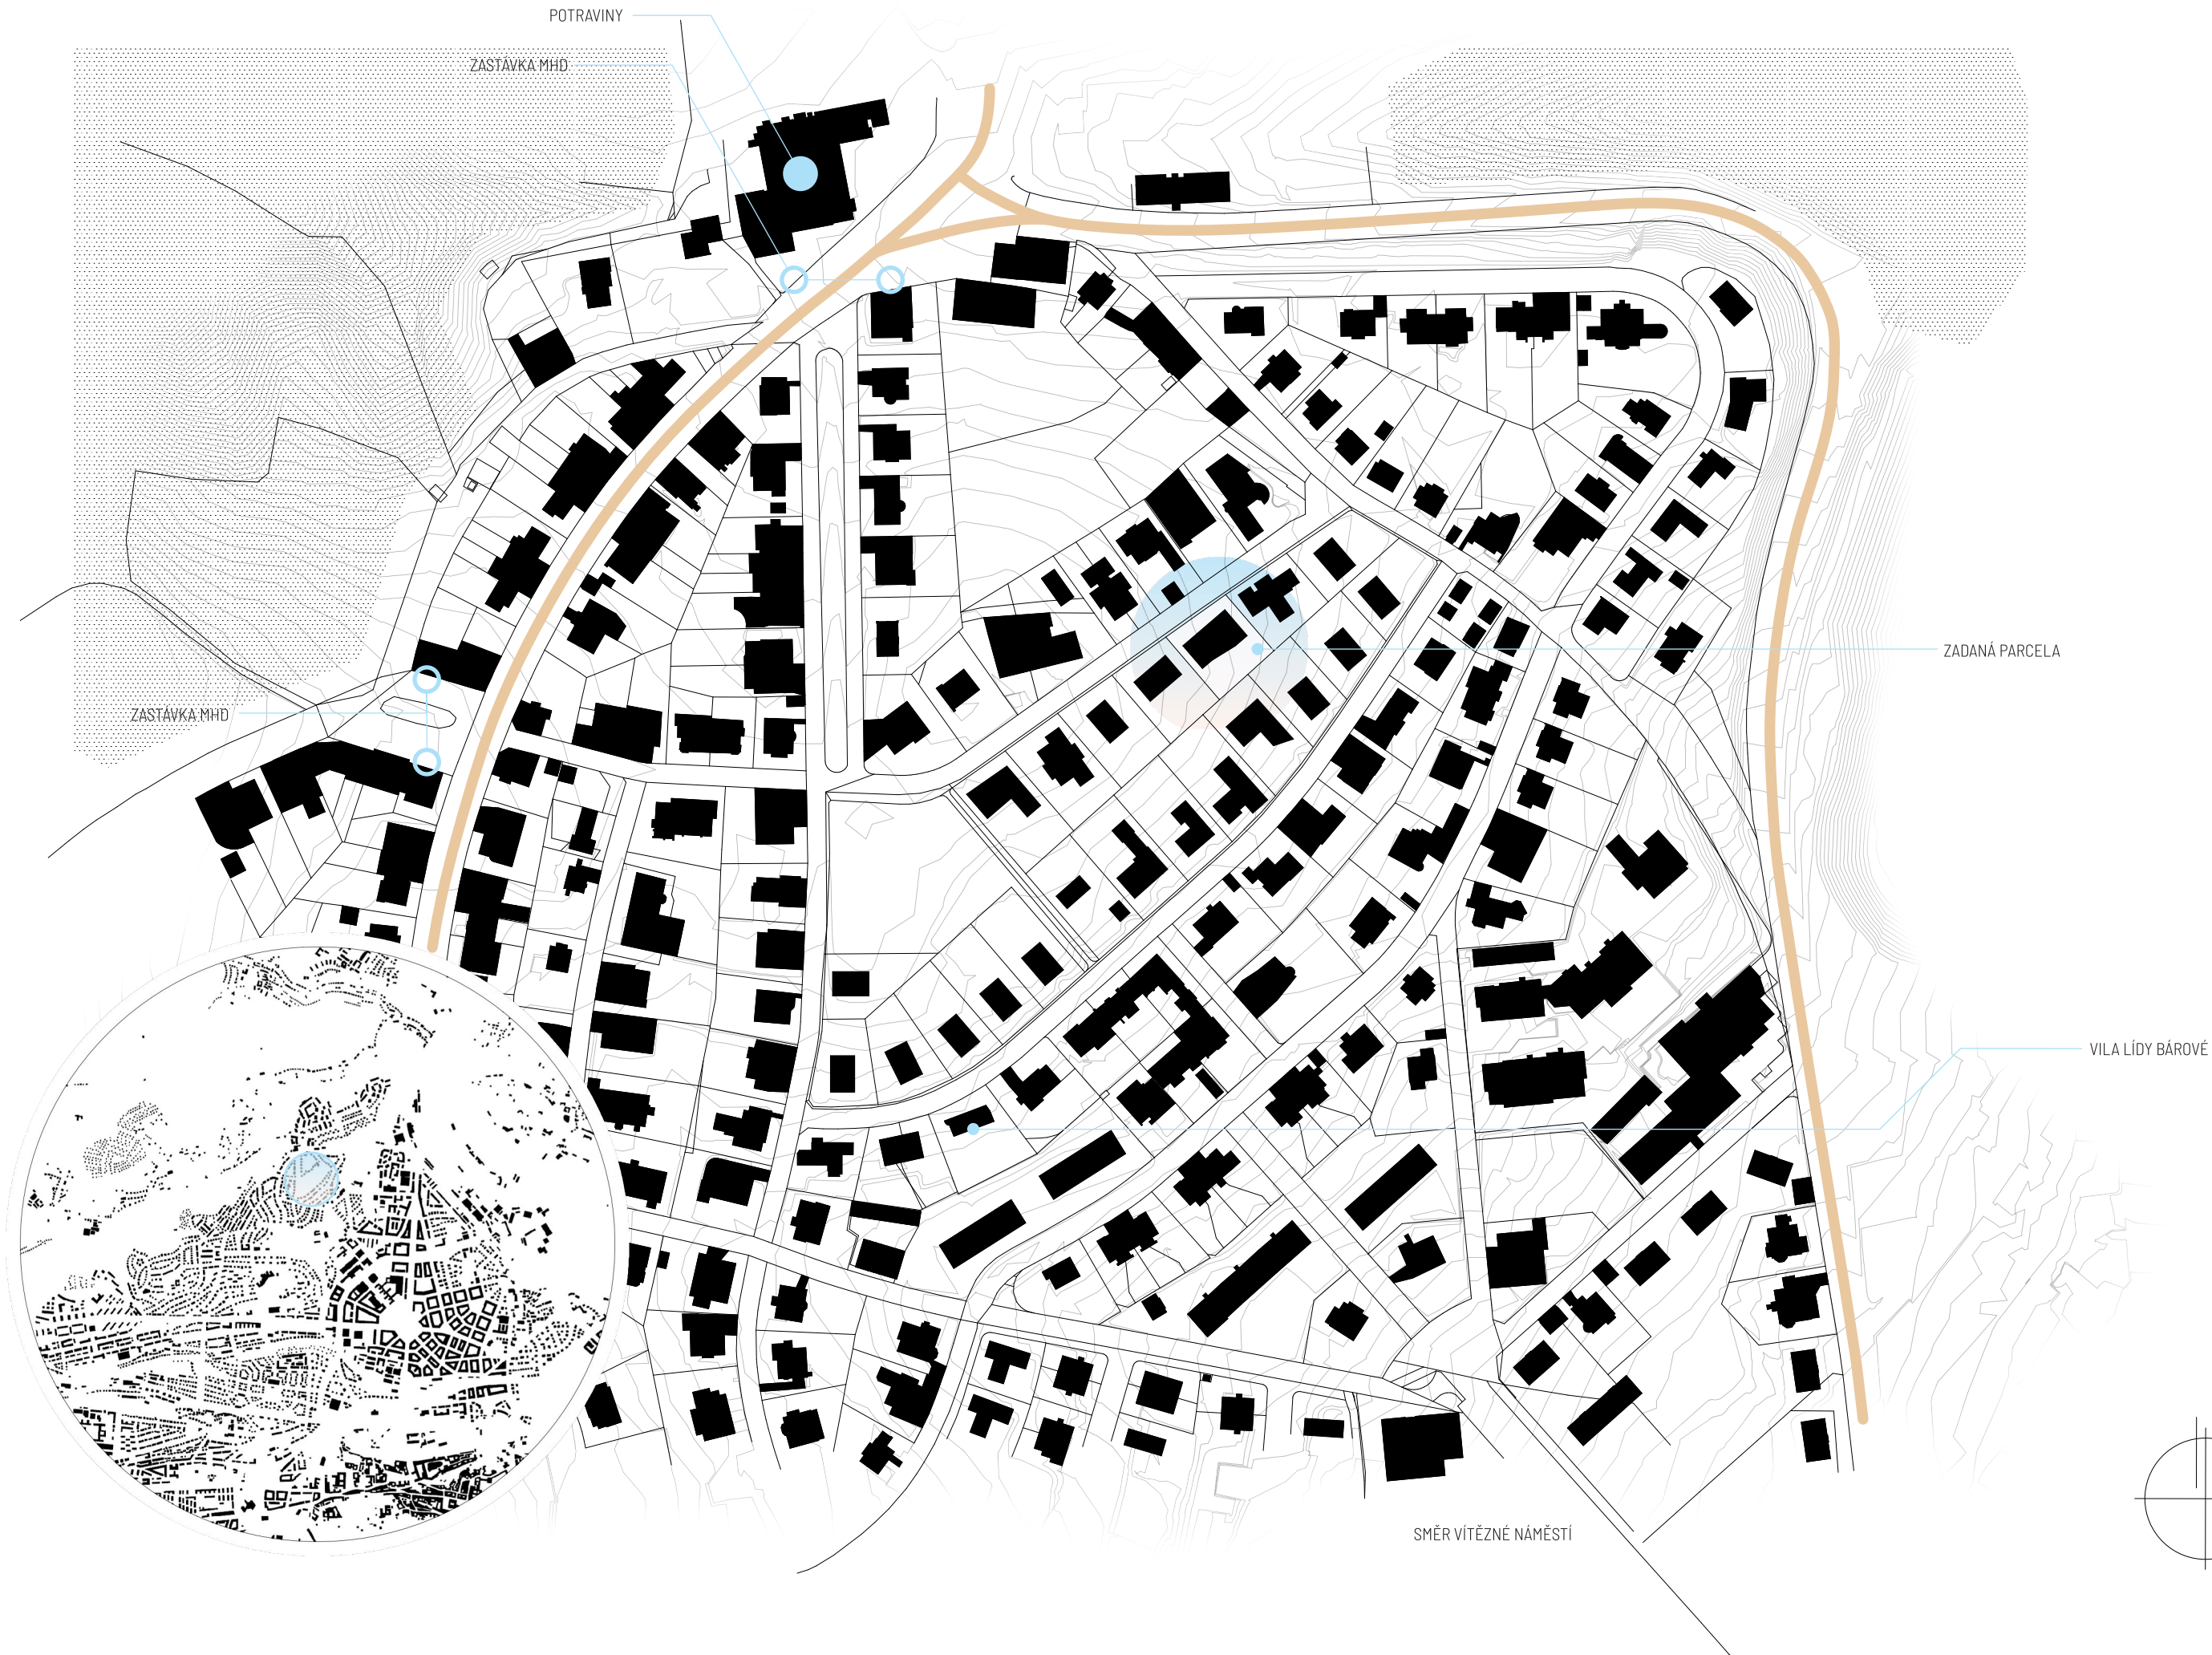 POTRAVINY
ZASTÁVKA MHD
ZADANÁ PARCELA
ZASTÁVKA MHD
VILA LÍDY BÁROVÉ
SMĚR VÍTĚZNÉ NÁMĚSTÍ